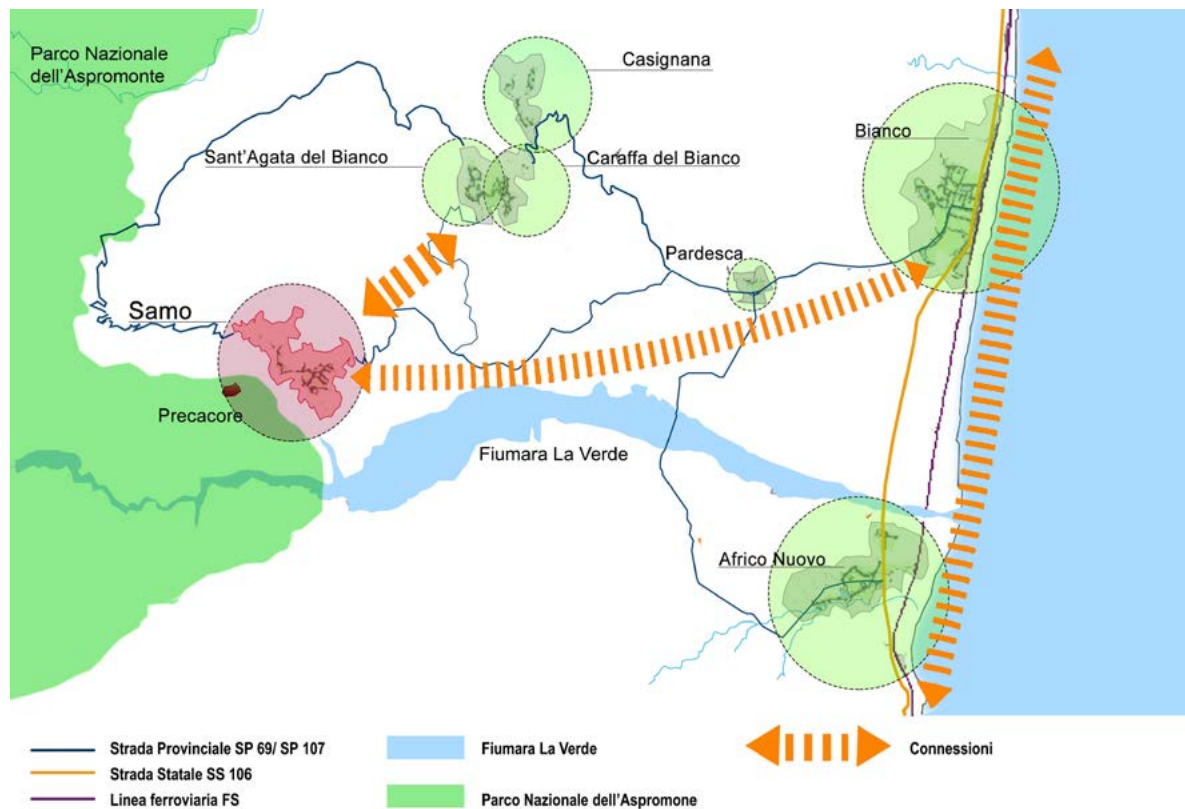 Parco Nazionale
dell'Aspromonte
Casignana
Bianco
Sant'Agata del Bianco
Caraffa del Bianco
Pardesca
Samo
Precacore
Fiumara La Verde
Africo Nuovo
Strada Provinciale SP 69/ SP 107
Strada Statale SS 106
Linea ferroviaria FS
Fiumara La Verde
Parco Nazionale dell'Aspromone
Connessioni